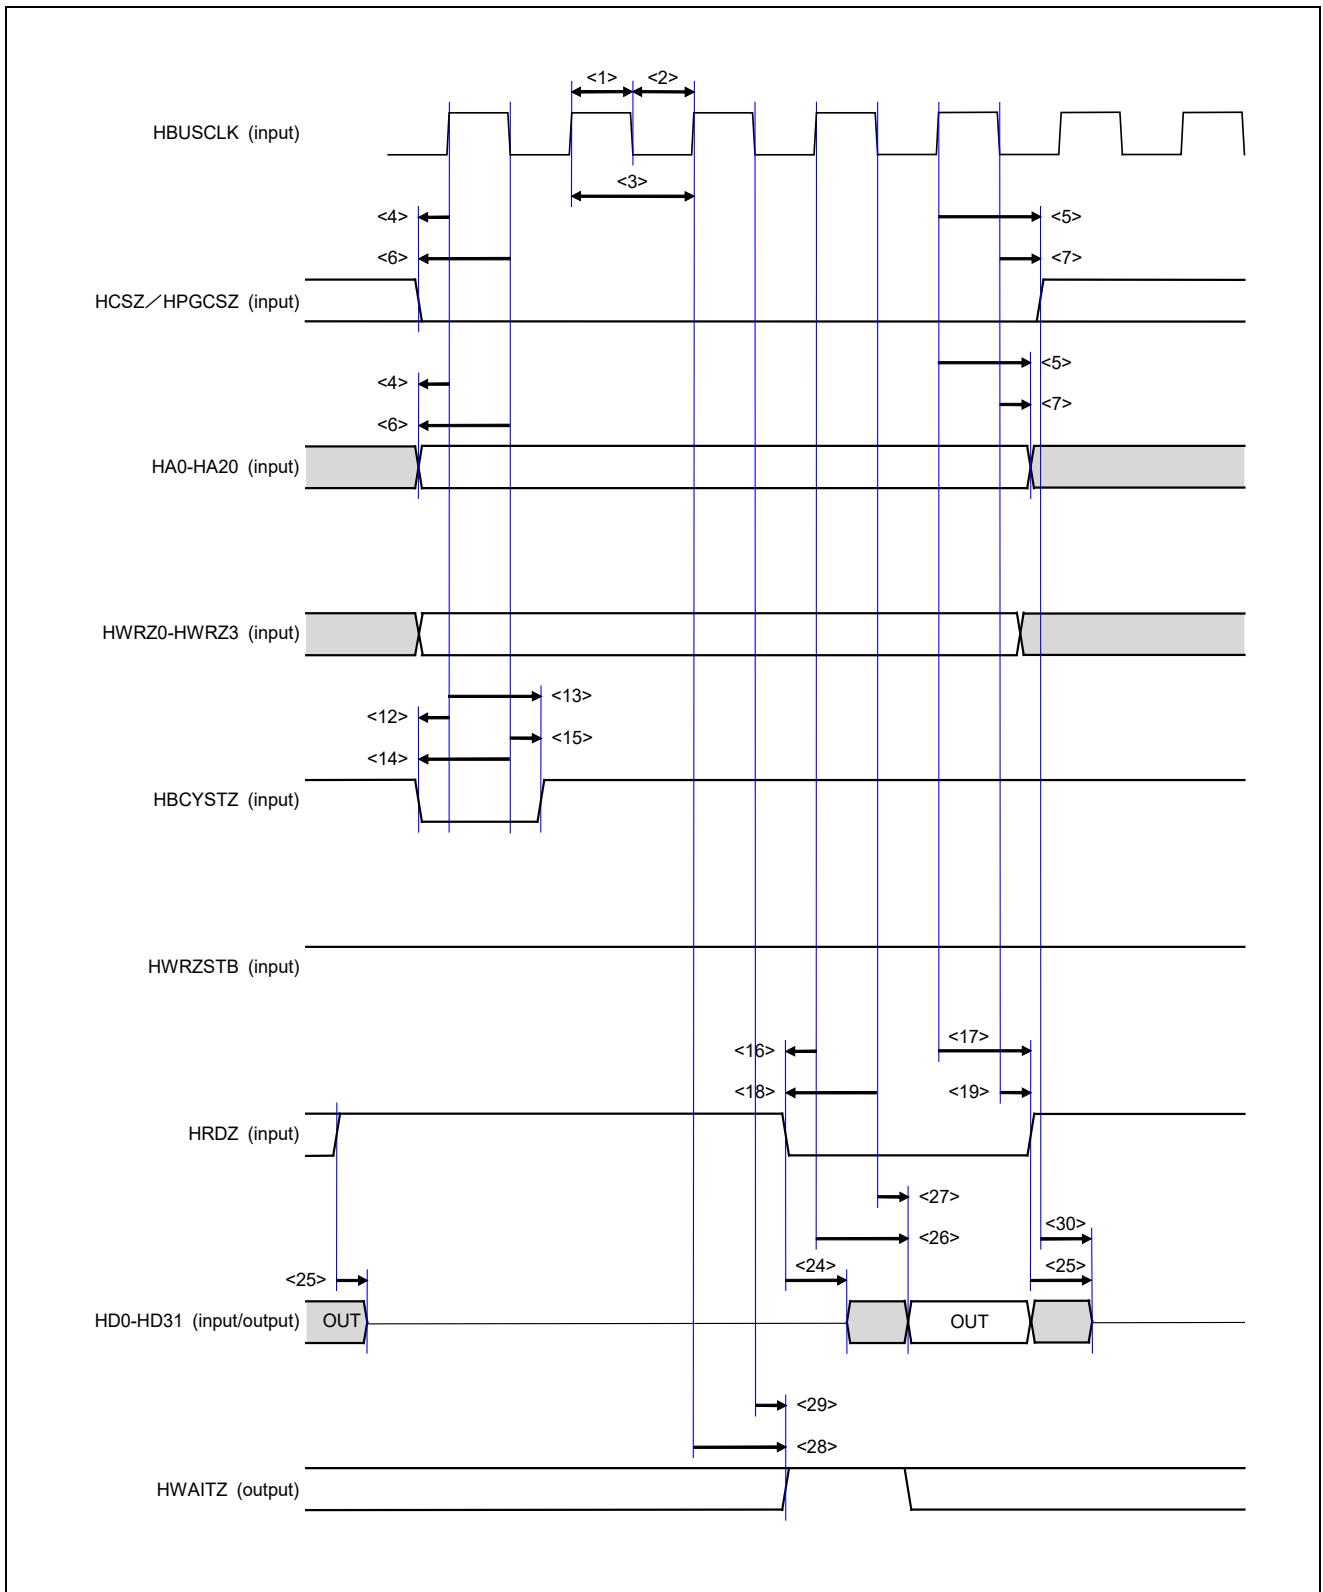 <1> <2>
HBUSCLK (input)
<3>
<4> <5>
<6> <7>
HCSZ／HPGCSZ (input)
<5>
<4>
<7>
<6>
HA0-HA20 (input)
HWRZ0-HWRZ3 (input)
<13>
<12>
<15>
<14>
HBCYSTZ (input)
HWRZSTB (input)
<16> <17>
<18> <19>
HRDZ (input)
<27>
<30>
<26>
<24>
<25> <25>
HD0-HD31 (input/output) OUT OUT
<29>
<28>
HWAITZ (output)